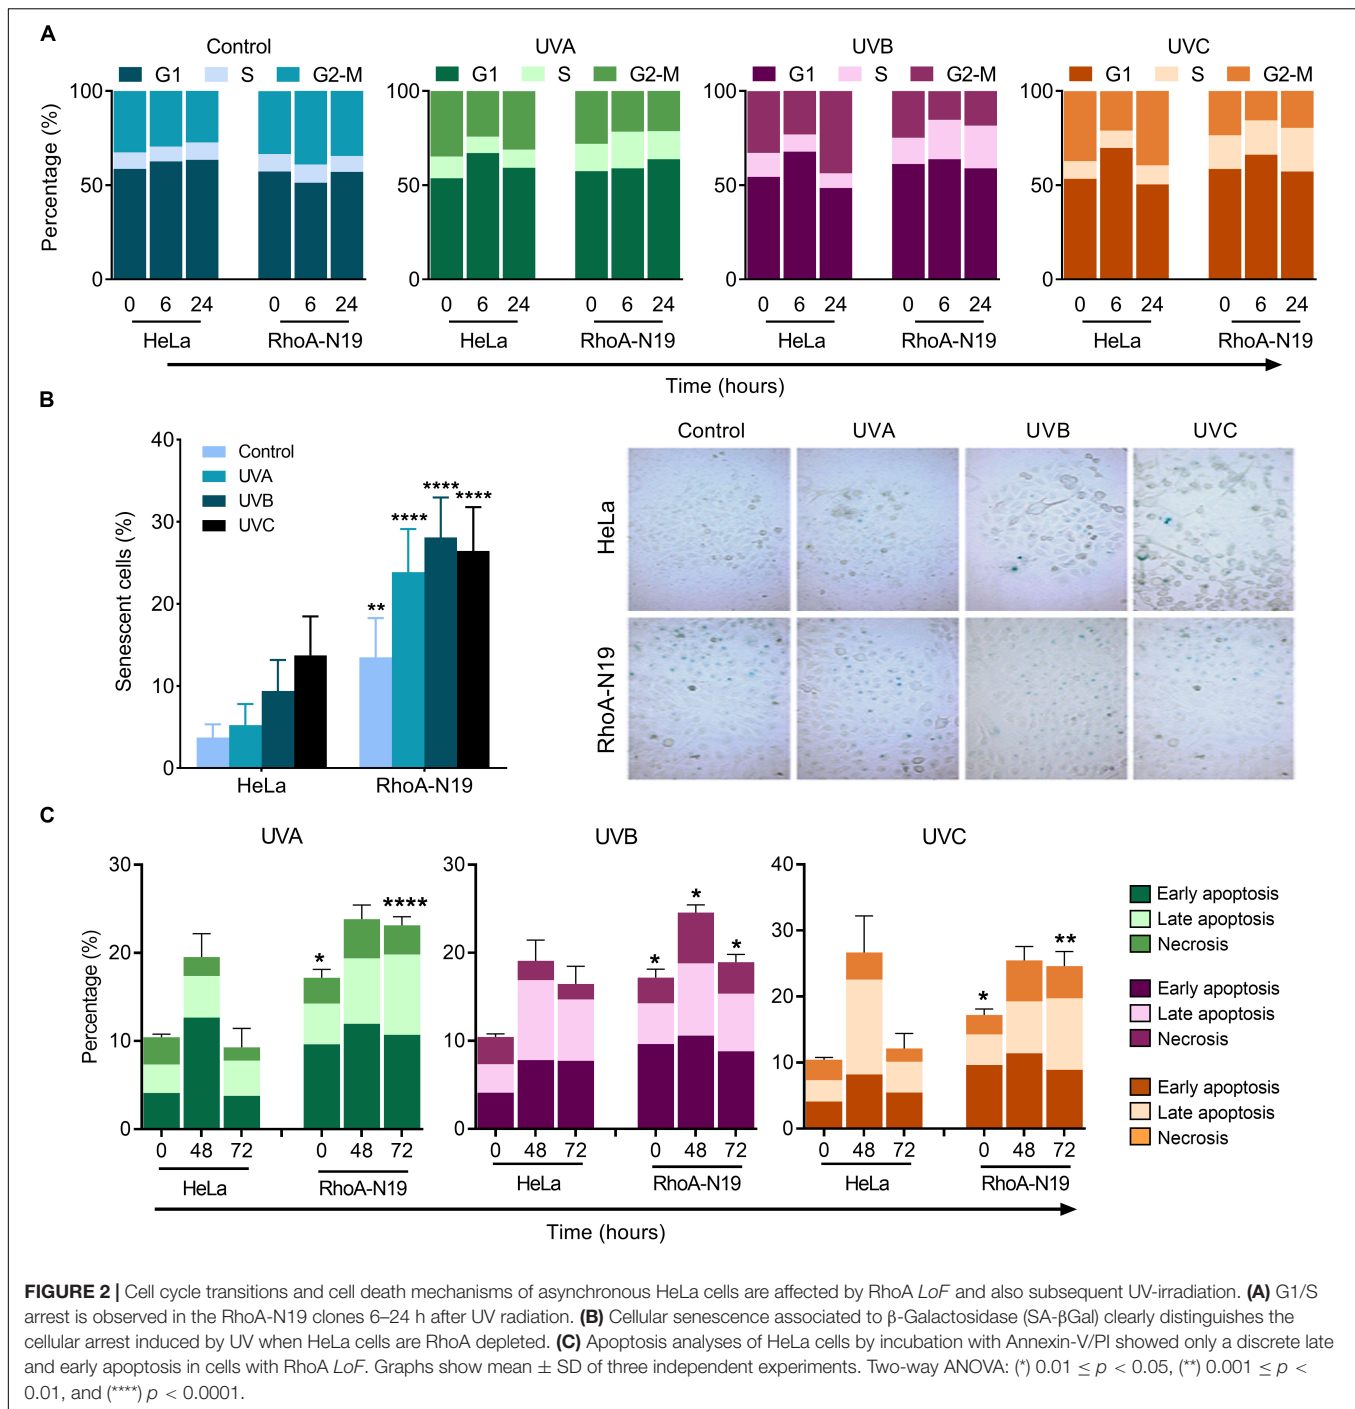 A
Control UVA UVB UVC
G1 S G2-M G1 S G2-M G1 S G2-M G1 S G2-M
Percentage (%)
100 100 100 100
50 50 50 50
0 0 0 0
0 6 24 0 6 24 0 6 24 0 6 24 0 6 24 0 6 24 0 6 24 0 6 24
HeLa RhoA-N19 HeLa RhoA-N19 HeLa RhoA-N19 HeLa RhoA-N19
Time (hours)
B
Senescent cells (%)
40
30
20
10
0
Control
UVA
UVB
UVC
** **** **** ****
HeLa RhoA-N19
Control UVA UVB UVC
HeLa
RhoA-N19
C
UVA UVB UVC
Percentage (%)
30 30 40
20 20 30
10 10 20
0 0 10
0
* **** * * * * **
0 48 72 0 48 72 0 48 72 0 48 72 0 48 72 0 48 72
HeLa RhoA-N19 HeLa RhoA-N19 HeLa RhoA-N19
Time (hours)
Early apoptosis
Late apoptosis
Necrosis
Early apoptosis
Late apoptosis
Necrosis
Early apoptosis
Late apoptosis
Necrosis
FIGURE 2 | Cell cycle transitions and cell death mechanisms of asynchronous HeLa cells are affected by RhoA LoF and also subsequent UV-irradiation. (A) G1/S
arrest is observed in the RhoA-N19 clones 6–24 h after UV radiation. (B) Cellular senescence associated to β-Galactosidase (SA-βGal) clearly distinguishes the
cellular arrest induced by UV when HeLa cells are RhoA depleted. (C) Apoptosis analyses of HeLa cells by incubation with Annexin-V/PI showed only a discrete late
and early apoptosis in cells with RhoA LoF. Graphs show mean ± SD of three independent experiments. Two-way ANOVA: (*) 0.01 ≤ p < 0.05, (**) 0.001 ≤ p <
0.01, and (****) p < 0.0001.